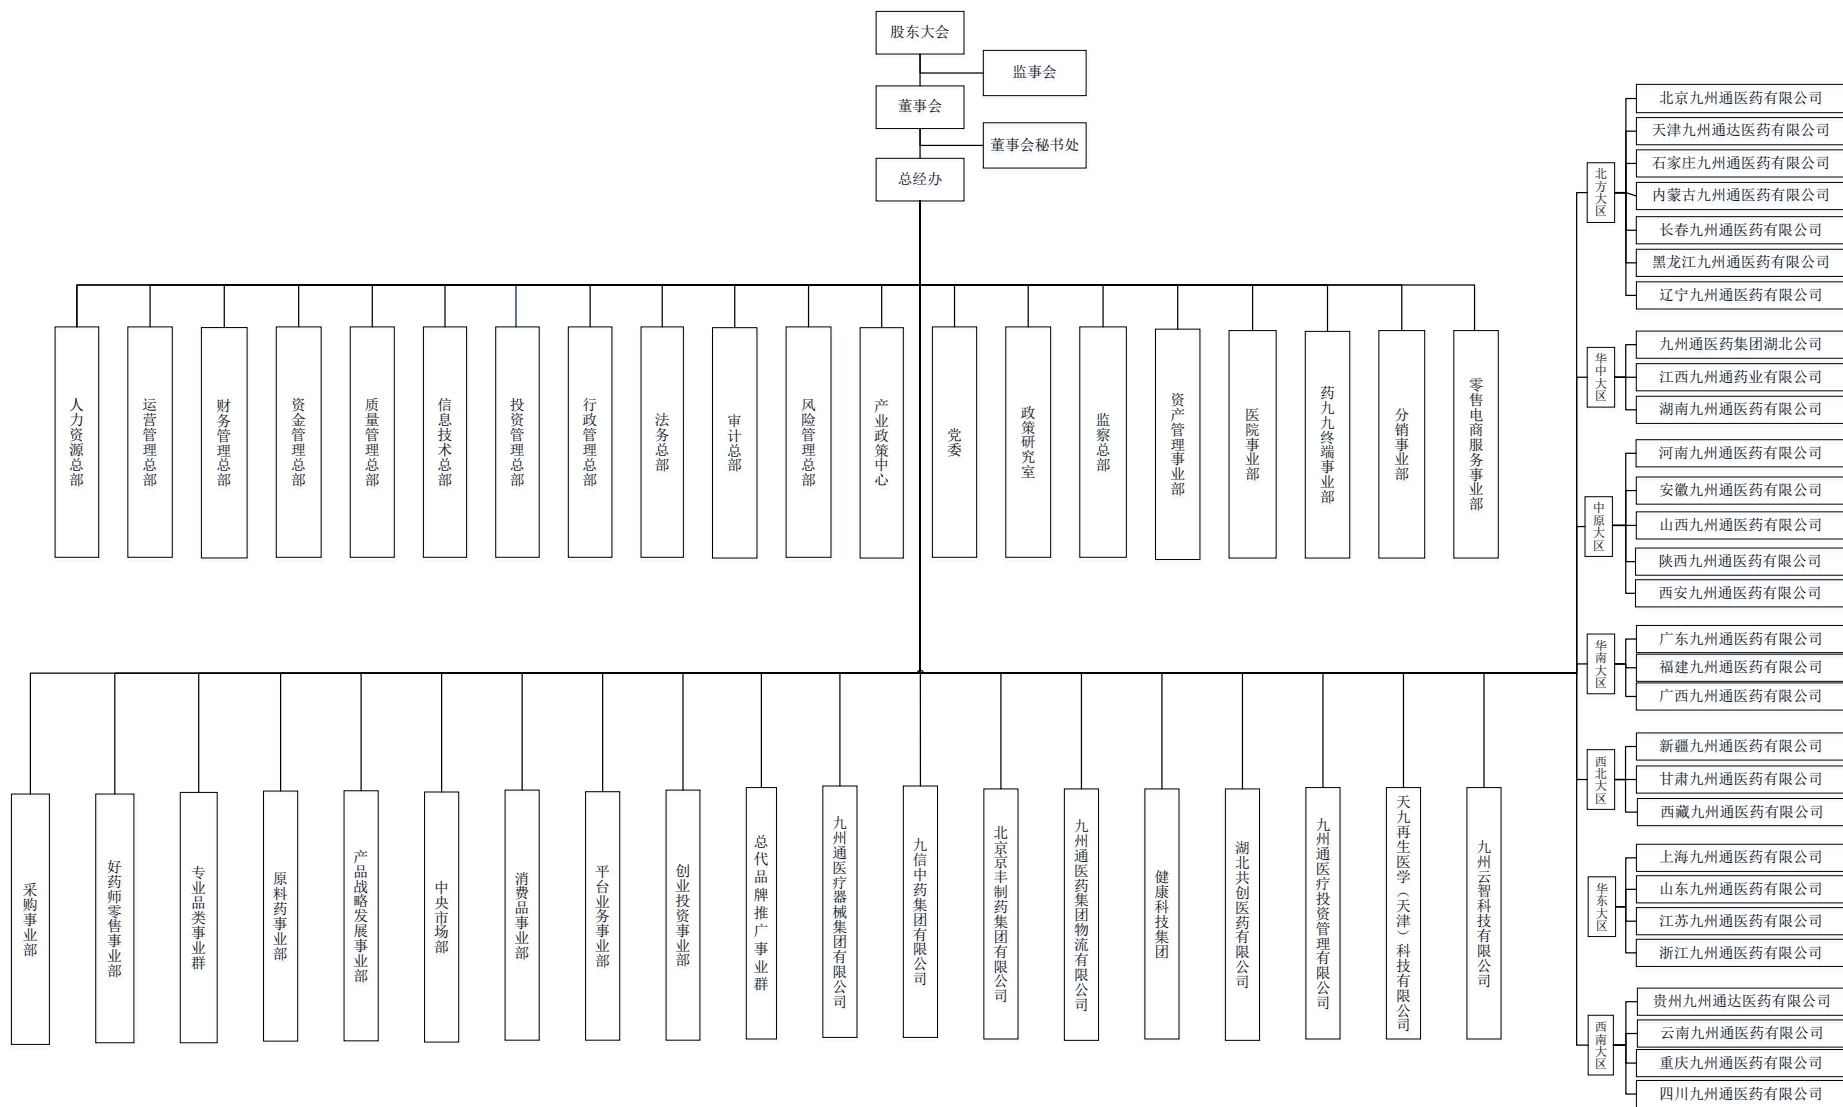 股东大会
监事会
董事会
董事会秘书处
总经办
人力资源总部
运营管理总部
财务管理总部
资金管理总部
质量管理总部
信息技术总部
投资管理总部
行政管理总部
法务总部
审计总部
风险管理总部
产业政策中心
党委
政策研究室
监察总部
资产管理事业部
医院事业部
药九九终端事业部
分销事业部
零售电商服务事业部
采购事业部
好药师零售事业部
专业品类事业群
原料药事业部
产品战略发展事业部
中央市场部
消费品事业部
平台业务事业部
创业投资事业部
总代品牌推广事业群
九州通医疗器械集团有限公司
九信中药集团有限公司
北京京丰制药集团有限公司
九州通医药集团物流有限公司
健康科技集团
湖北共创医药有限公司
九州通医疗投资管理有限公司
天九再生医学（天津）科技有限公司
九州云智科技有限公司
北方大区
北京九州通医药有限公司
天津九州通达医药有限公司
石家庄九州通医药有限公司
内蒙古九州通医药有限公司
长春九州通医药有限公司
黑龙江九州通医药有限公司
辽宁九州通医药有限公司
华中大区
九州通医药集团湖北公司
江西九州通药业有限公司
湖南九州通医药有限公司
中原大区
河南九州通医药有限公司
安徽九州通医药有限公司
山西九州通医药有限公司
陕西九州通医药有限公司
西安九州通医药有限公司
华南大区
广东九州通医药有限公司
福建九州通医药有限公司
广西九州通医药有限公司
西北大区
新疆九州通医药有限公司
甘肃九州通医药有限公司
西藏九州通医药有限公司
华东大区
上海九州通医药有限公司
山东九州通医药有限公司
江苏九州通医药有限公司
浙江九州通医药有限公司
西南大区
贵州九州通达医药有限公司
云南九州通医药有限公司
重庆九州通医药有限公司
四川九州通医药有限公司